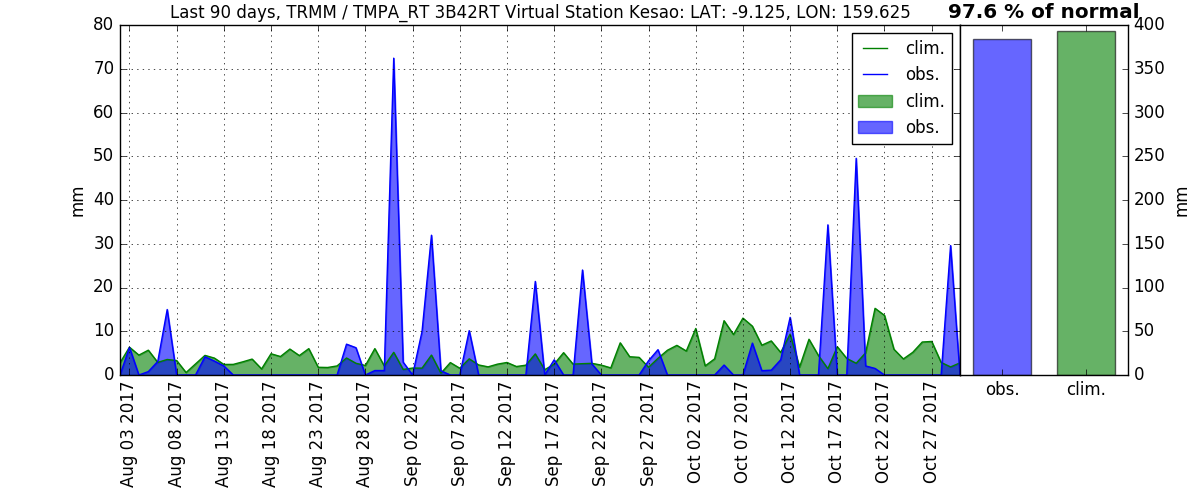 Last 90 days, TRMM / TMPA_RT 3B42RT Virtual Station Kesao: LAT: -9.125, LON: 159.625
97.6 % of normal
80
70
60
50
40
30
20
10
0
mm
clim.
obs.
clim.
obs.
400
350
300
250
200
150
100
50
0
mm
Aug 03 2017
Aug 08 2017
Aug 13 2017
Aug 18 2017
Aug 23 2017
Aug 28 2017
Sep 02 2017
Sep 07 2017
Sep 12 2017
Sep 17 2017
Sep 22 2017
Sep 27 2017
Oct 02 2017
Oct 07 2017
Oct 12 2017
Oct 17 2017
Oct 22 2017
Oct 27 2017
obs.
clim.